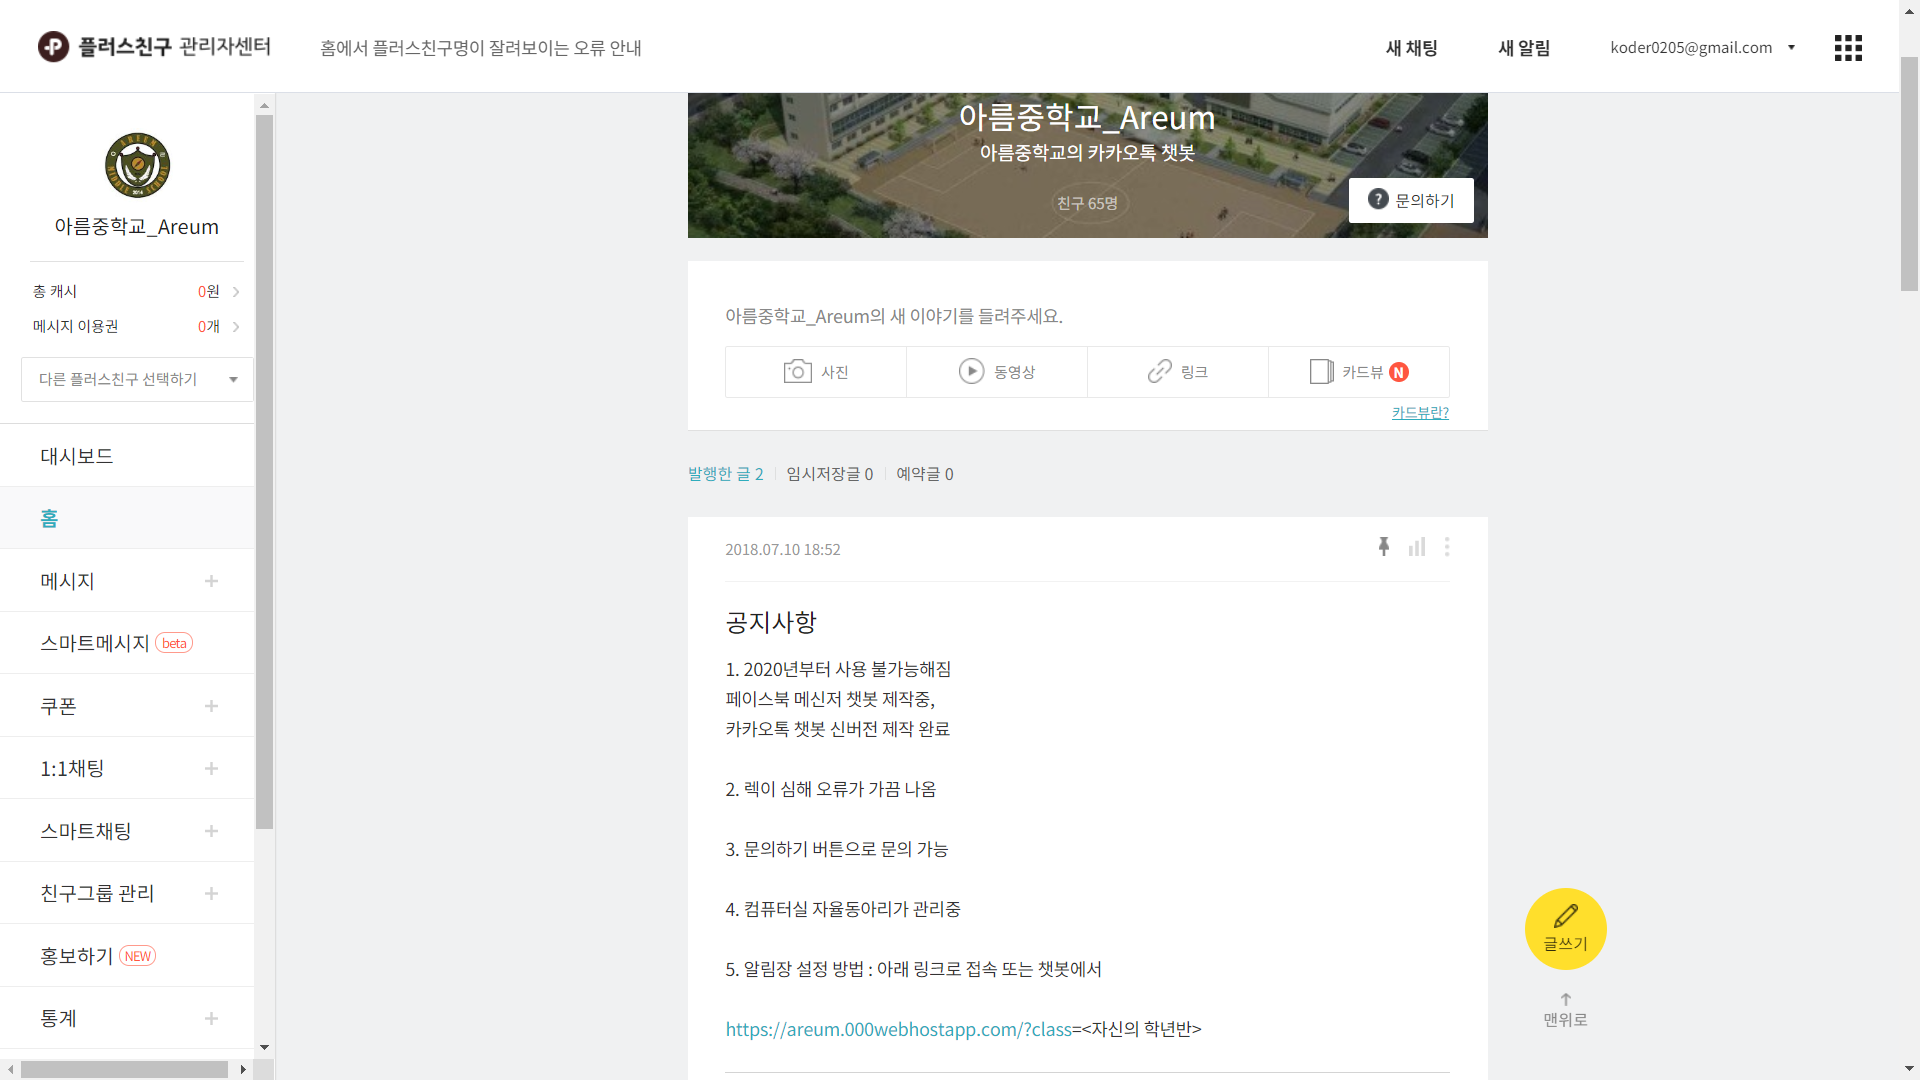 플러스친구 관리자센터
홈에서 플러스친구명이 잘려보이는 오류 안내
새 채팅
새 알림
koder0205@gmail.com
아름중학교_Areum
총 캐시 0원
메시지 이용권 0개
다른 플러스친구 선택하기
대시보드
홈
메시지
스마트메시지 beta
쿠폰
1:1채팅
스마트채팅
친구그룹 관리
홍보하기 NEW
통계
아름중학교_Areum
아름중학교의 카카오톡 챗봇
친구 65명
? 문의하기
아름중학교_Areum의 새 이야기를 들려주세요.
사진
동영상
링크
카드뷰 N
카드뷰란?
발행한 글 2
임시저장글 0
예약글 0
2018.07.10 18:52
공지사항
1. 2020년부터 사용 불가능해짐
페이스북 메신저 챗봇 제작중,
카카오톡 챗봇 신버전 제작 완료
2. 렉이 심해 오류가 가끔 나옴
3. 문의하기 버튼으로 문의 가능
4. 컴퓨터실 자율동아리가 관리중
5. 알림장 설정 방법 : 아래 링크로 접속 또는 챗봇에서
https://areum.000webhostapp.com/?class=<자신의 학년반>
글쓰기
맨위로